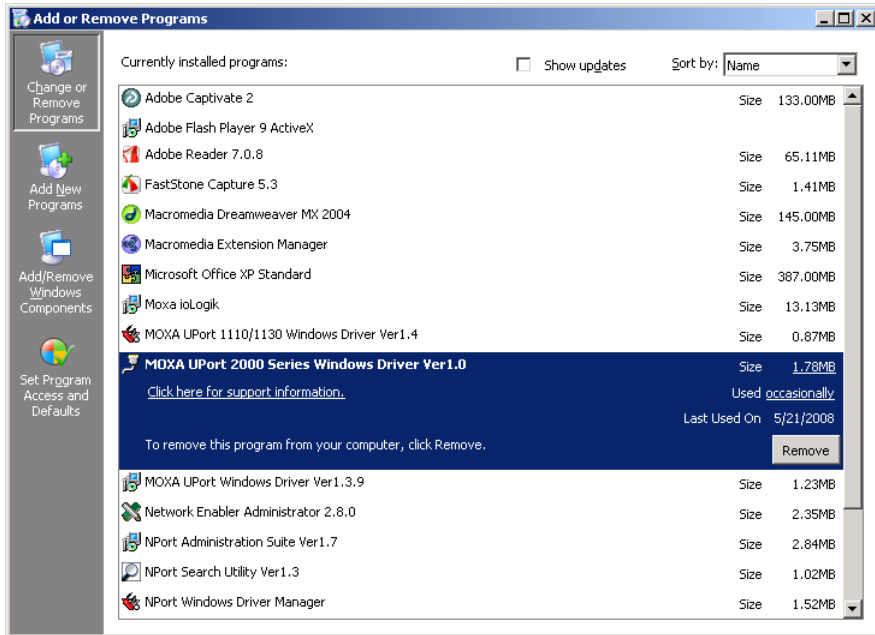 Add or Remove Programs
Change or
Remove
Programs
Add New
Programs
Add/Remove
Windows
Components
Set Program
Access and
Defaults
Currently installed programs:
Show updates
Sort by: Name
Adobe Captivate 2 Size 133.00MB
Adobe Flash Player 9 ActiveX
Adobe Reader 7.0.8 Size 65.11MB
FastStone Capture 5.3 Size 1.41MB
Macromedia Dreamweaver MX 2004 Size 145.00MB
Macromedia Extension Manager Size 3.75MB
Microsoft Office XP Standard Size 387.00MB
Moxa ioLogik Size 13.13MB
MOXA UPort 1110/1130 Windows Driver Ver1.4 Size 0.87MB
MOXA UPort 2000 Series Windows Driver Ver1.0 Size 1.78MB
Click here for support information. Used occasionally
Last Used On 5/21/2008
To remove this program from your computer, click Remove. Remove
MOXA UPort Windows Driver Ver1.3.9 Size 1.23MB
Network Enabler Administrator 2.8.0 Size 2.35MB
NPort Administration Suite Ver1.7 Size 2.84MB
NPort Search Utility Ver1.3 Size 1.02MB
NPort Windows Driver Manager Size 1.52MB